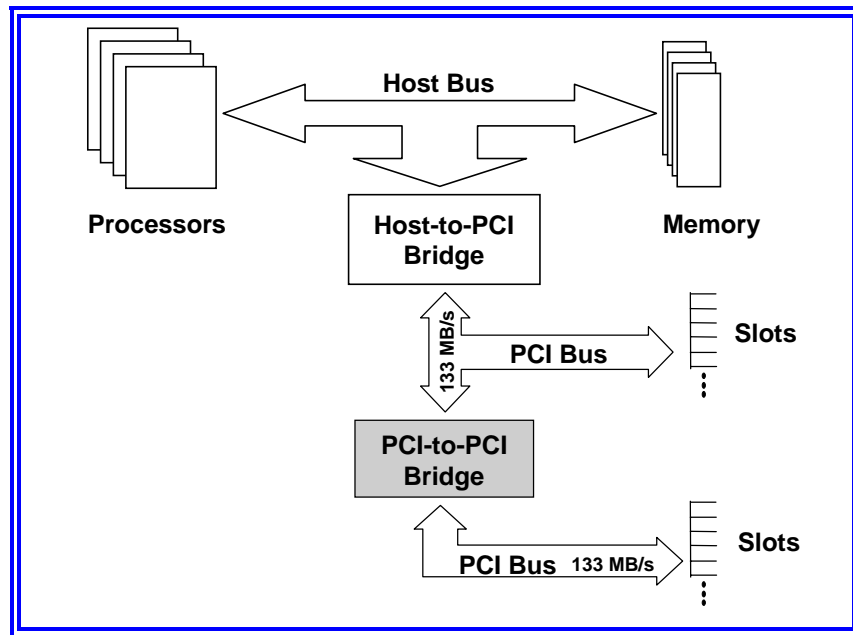 Host Bus
Processors
Memory
Host-to-PCI
Bridge
133 MB/s
PCI Bus
Slots
PCI-to-PCI
Bridge
PCI Bus 133 MB/s
Slots